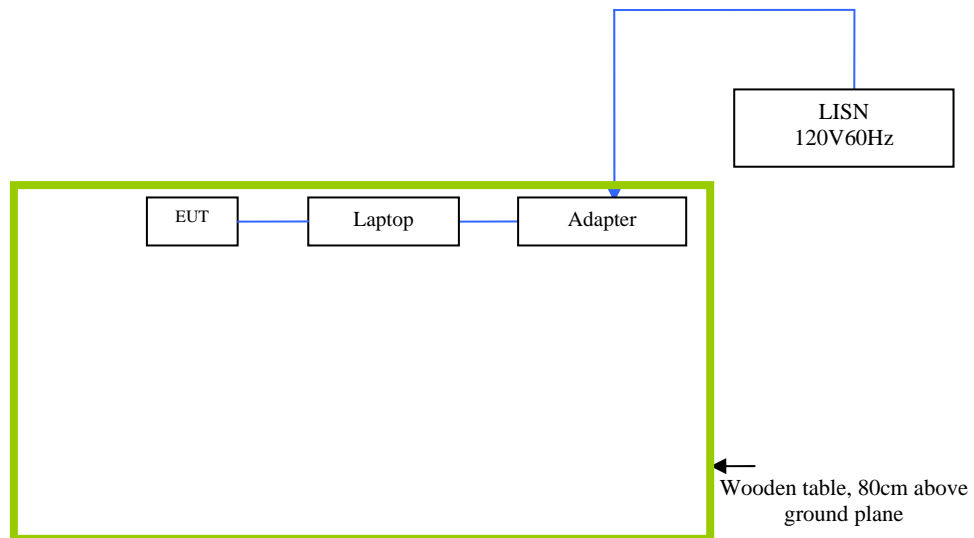 LISN
120V60Hz
EUT
Laptop
Adapter
Wooden table, 80cm above
ground plane